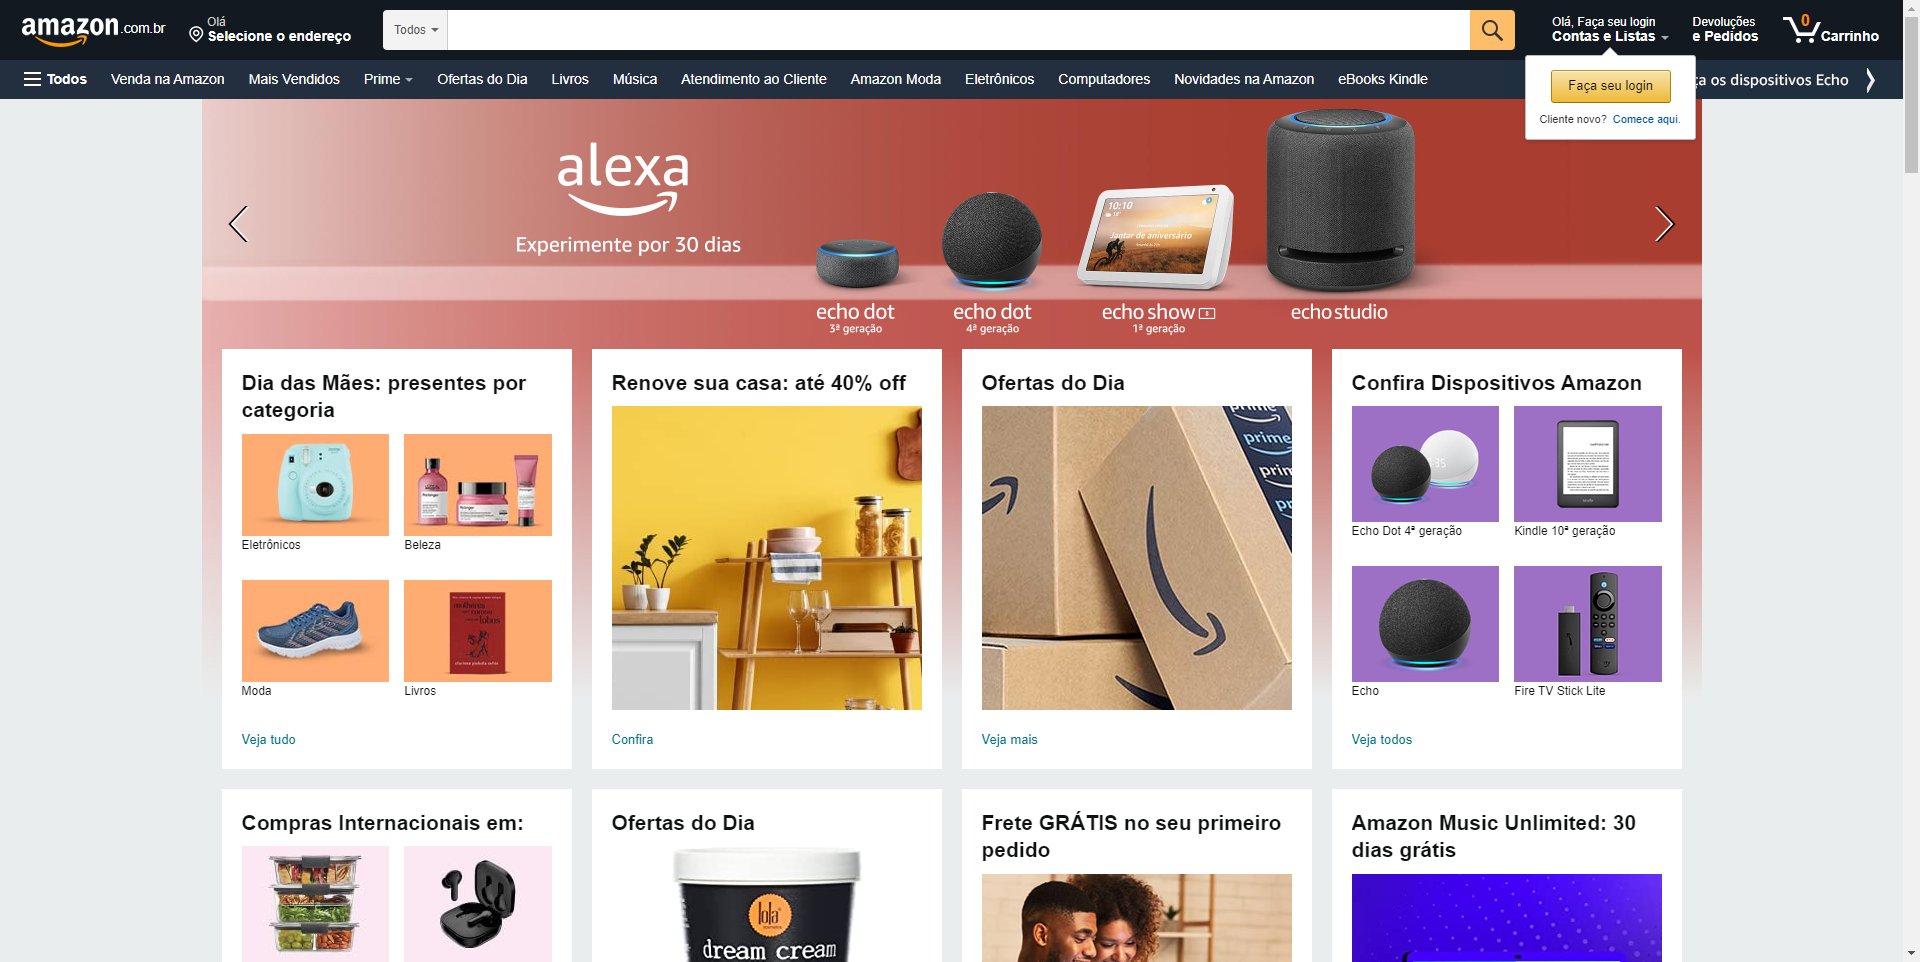 amazon.com.br
Olá
Selecione o endereço
Todos
Olá, Faça seu login
Contas e Listas
Devoluções
e Pedidos
0
Carrinho
Todos
Venda na Amazon
Mais Vendidos
Prime
Ofertas do Dia
Livros
Música
Atendimento ao Cliente
Amazon Moda
Eletrônicos
Computadores
Novidades na Amazon
eBooks Kindle
os dispositivos Echo
Faça seu login
Cliente novo? Comece aqui.
alexa
Experimente por 30 dias
10:10
Jantar de aniversário
echo dot
3ª geração
echo dot
4ª geração
echo show 8
1ª geração
echo studio
Dia das Mães: presentes por
categoria
Eletrônicos
Beleza
Moda
Livros
Veja tudo
Renove sua casa: até 40% off
Confira
Ofertas do Dia
prime
prime
Veja mais
Confira Dispositivos Amazon
Echo Dot 4ª geração
Kindle 10ª geração
Echo
Fire TV Stick Lite
Veja todos
Compras Internacionais em:
Ofertas do Dia
lola
dream cream
Frete GRÁTIS no seu primeiro
pedido
Amazon Music Unlimited: 30
dias grátis